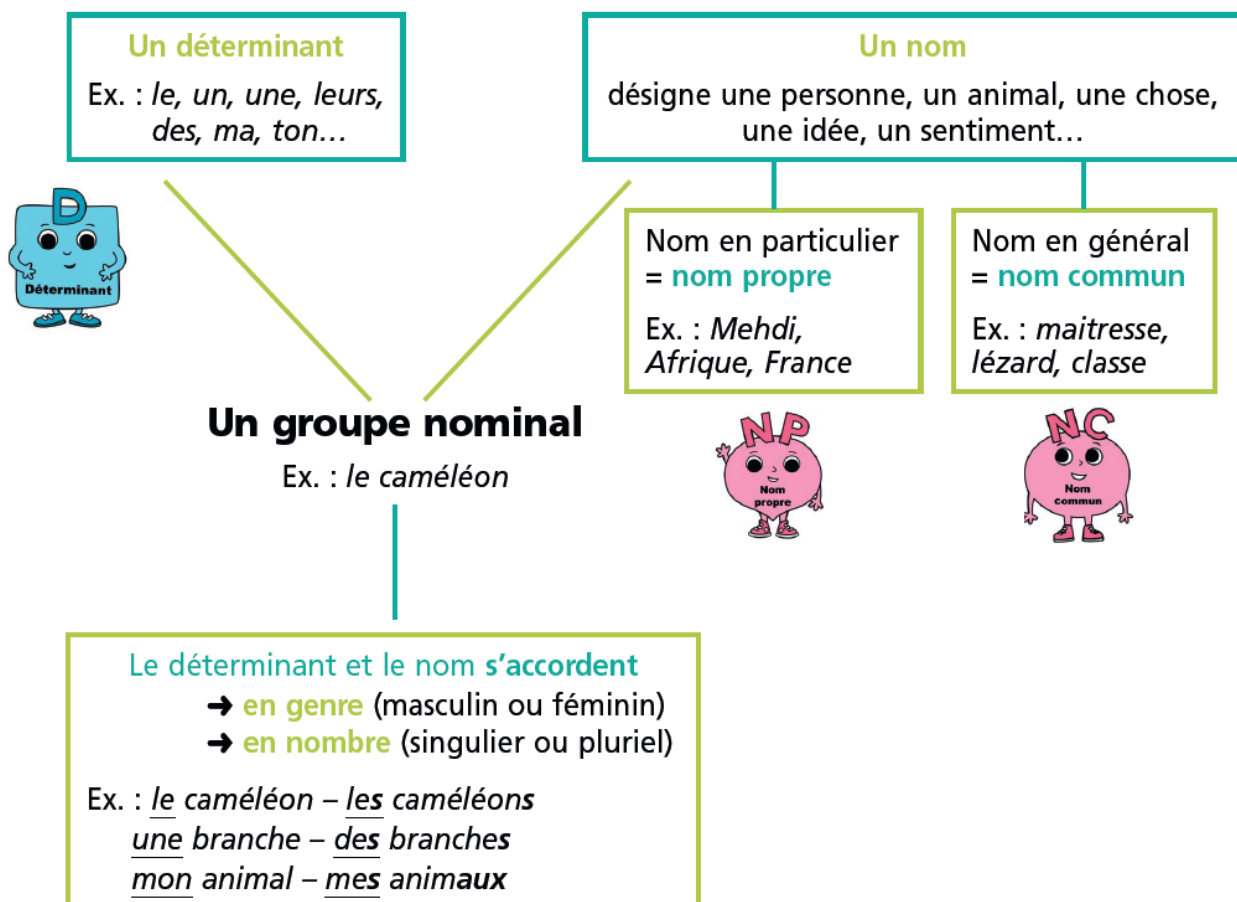 Un déterminant
Ex. : le, un, une, leurs,
des, ma, ton...
Un nom
désigne une personne, un animal, une chose,
une idée, un sentiment...
D
Déterminant
Nom en particulier
= nom propre
Ex. : Mehdi,
Afrique, France
Nom en général
= nom commun
Ex. : maitresse,
lézard, classe
NP
Nom
propre
NC
Nom
commun
Un groupe nominal
Ex. : le caméléon
Le déterminant et le nom s'accordent
➜ en genre (masculin ou féminin)
➜ en nombre (singulier ou pluriel)
Ex. : le caméléon – les caméléons
une branche – des branches
mon animal – mes animaux